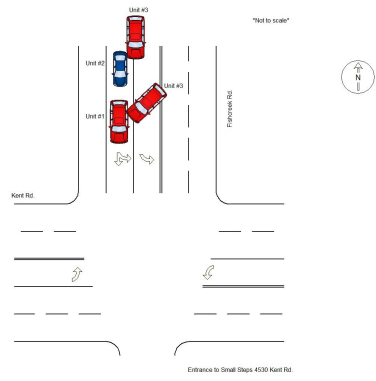 Unit #3
*Not to scale*
Unit #2
N
Unit #3
Unit #1
Fishcreek Rd.
Kent Rd.
Entrance to Small Steps 4530 Kent Rd.